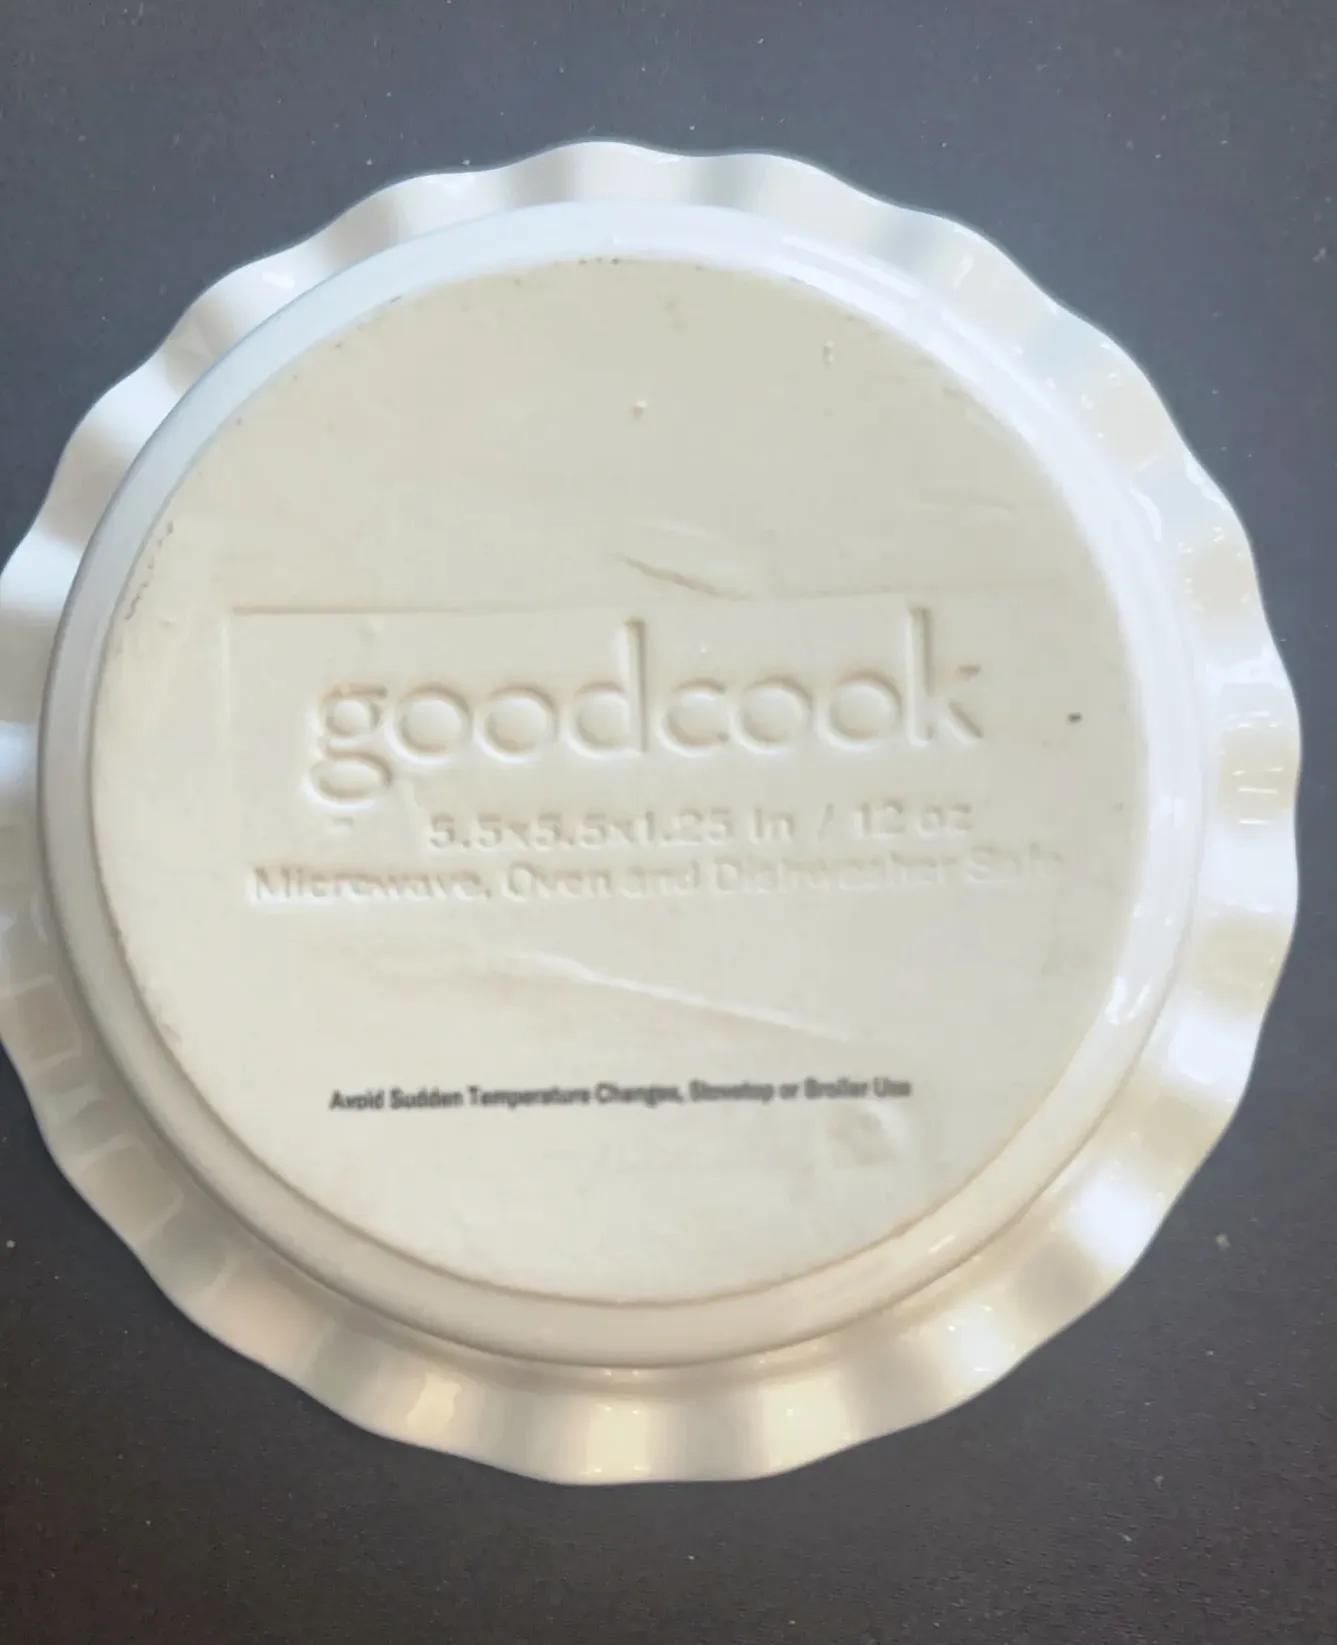 goodcook
5.5x5.5x1.25 in / 12 oz
Microwave, Oven and Dishwasher Safe
Avoid Sudden Temperature Changes, Stovetop or Broiler Use